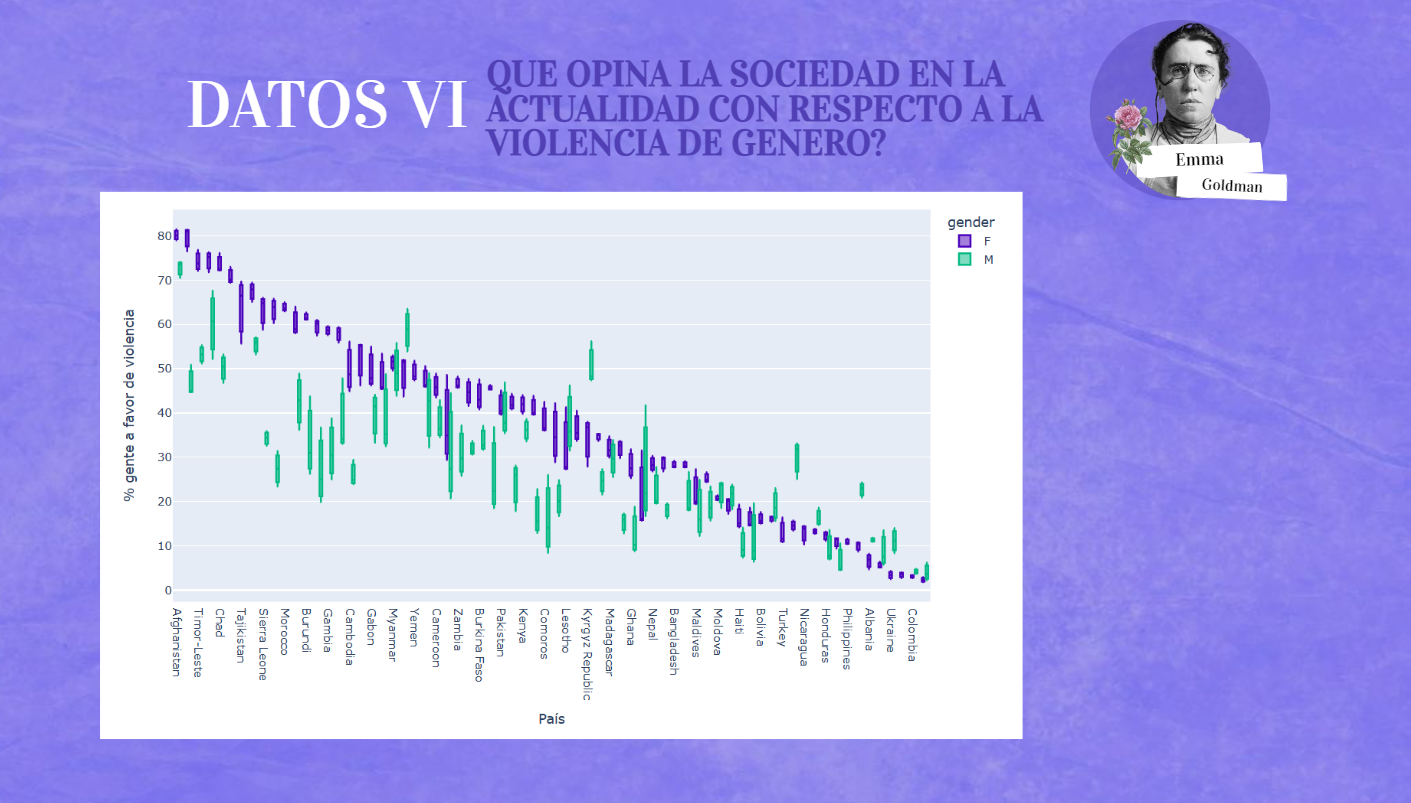 DATOS VI
QUE OPINA LA SOCIEDAD EN LA
ACTUALIDAD CON RESPECTO A LA
VIOLENCIA DE GENERO?
Emma
Goldman
gender
F
M
% gente a favor de violencia
80
70
60
50
40
30
20
10
0
Afghanistan
Timor-Leste
Chad
Tajikistan
Sierra Leone
Morocco
Burundi
Gambia
Cambodia
Gabon
Myanmar
Yemen
Cameroon
Zambia
Burkina Faso
Pakistan
Kenya
Comoros
Lesotho
Kyrgyz Republic
Madagascar
Ghana
Nepal
Bangladesh
Maldives
Moldova
Haiti
Bolivia
Turkey
Nicaragua
Honduras
Philippines
Albania
Ukraine
Colombia
País